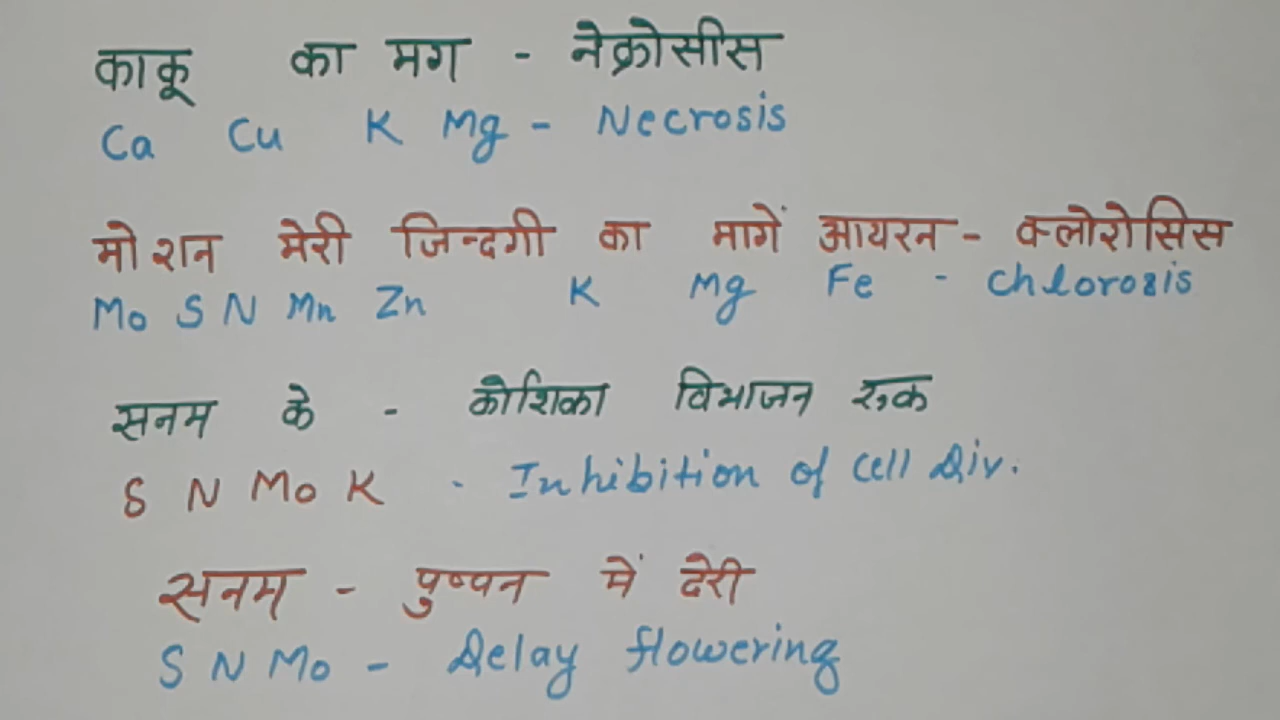 काकू का मग - नेक्रोसीस
Ca Cu K Mg - Necrosis
मो शन मेरी जिन्दगी का मागें आयरन - क्लोरोसिस
Mo S N Mn Zn K Mg Fe - Chlorosis
सनम के - कोशिका विभाजन रुक
S N Mo K - Inhibition of Cell Div.
सनम - पुष्पन में देरी
S N Mo - Delay flowering